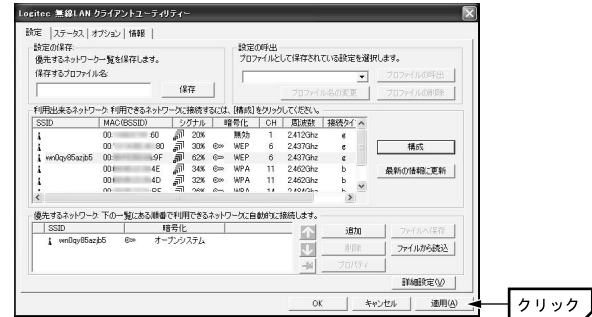 Logitec 無線LAN クライアントユーティリティー
設定 ステータス オプション 情報
設定の保存
優先するネットワーク一覧を保存します。
保存するプロファイル名:
保存
設定の呼出
プロファイルとして保存されている設定を選択します。
プロファイルの呼出
プロファイル名の変更 プロファイルの削除
利用出来るネットワーク: 利用できるネットワークに接続するには、[構成]をクリックしてください。
SSID MAC(BSSID) シグナル 暗号化 CH 周波数 接続タイ
00: :60 20% 無効 1 2.412Ghz g
00: :80 30% WEP 6 2.437Ghz g
wn0qy85azjb5 00: :9F 62% WEP 6 2.437Ghz g
00: :4E 34% WPA 11 2.462Ghz b
00: :4D 32% WPA 11 2.462Ghz b
00: 26% WPA 14 2.484Ghz b
構成
最新の情報に更新
優先するネットワーク: 下の一覧にある順番で利用できるネットワークに自動的に接続します。
SSID 暗号化
wn0qy85azjb5 オープンシステム
追加 ファイルへ保存
削除 ファイルから読込
プロパティ
詳細設定(V)
OK キャンセル 適用(A)
クリック